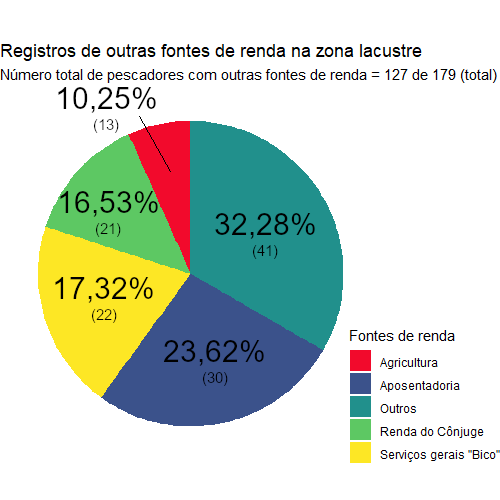 Registros de outras fontes de renda na zona lacustre
Número total de pescadores com outras fontes de renda = 127 de 179 (total)
10,25%
(13)
16,53%
(21)
32,28%
(41)
17,32%
(22)
23,62%
(30)
Fontes de renda
Agricultura
Aposentadoria
Outros
Renda do Cônjuge
Serviços gerais "Bico"